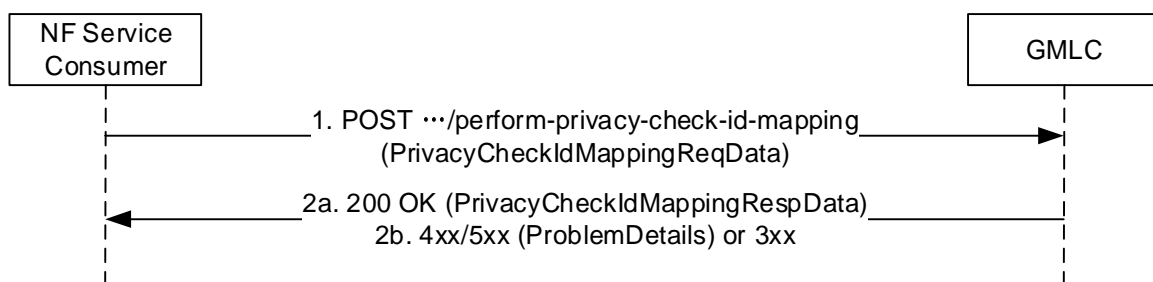 NF Service
Consumer
GMLC
1. POST ⋯/perform-privacy-check-id-mapping
(PrivacyCheckIdMappingReqData)
2a. 200 OK (PrivacyCheckIdMappingRespData)
2b. 4xx/5xx (ProblemDetails) or 3xx